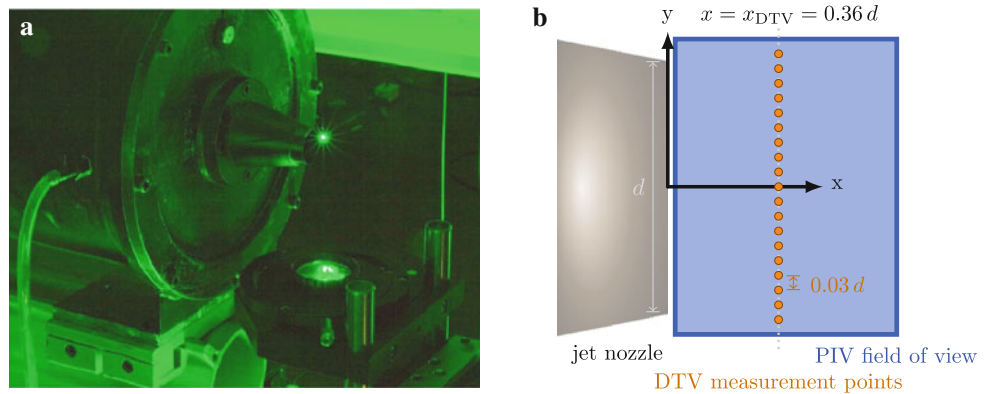 a
b
y
x = x_DTV = 0.36 d
d
x
0.03 d
jet nozzle
PIV field of view
DTV measurement points